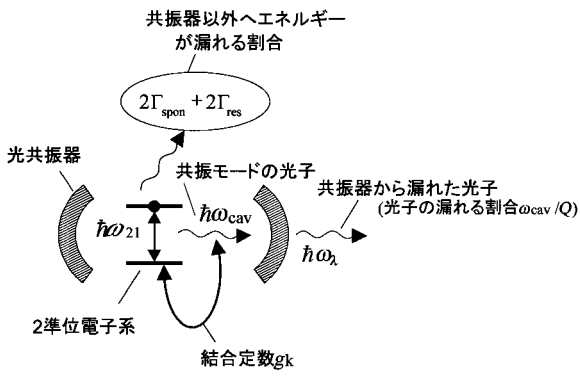 共振器以外へエネルギー
が漏れる割合
2Γspon + 2Γres
光共振器
共振モードの光子
共振器から漏れた光子
(光子の漏れる割合ωcav/Q)
ħωcav
ħω21
ħωλ
2準位電子系
結合定数gk